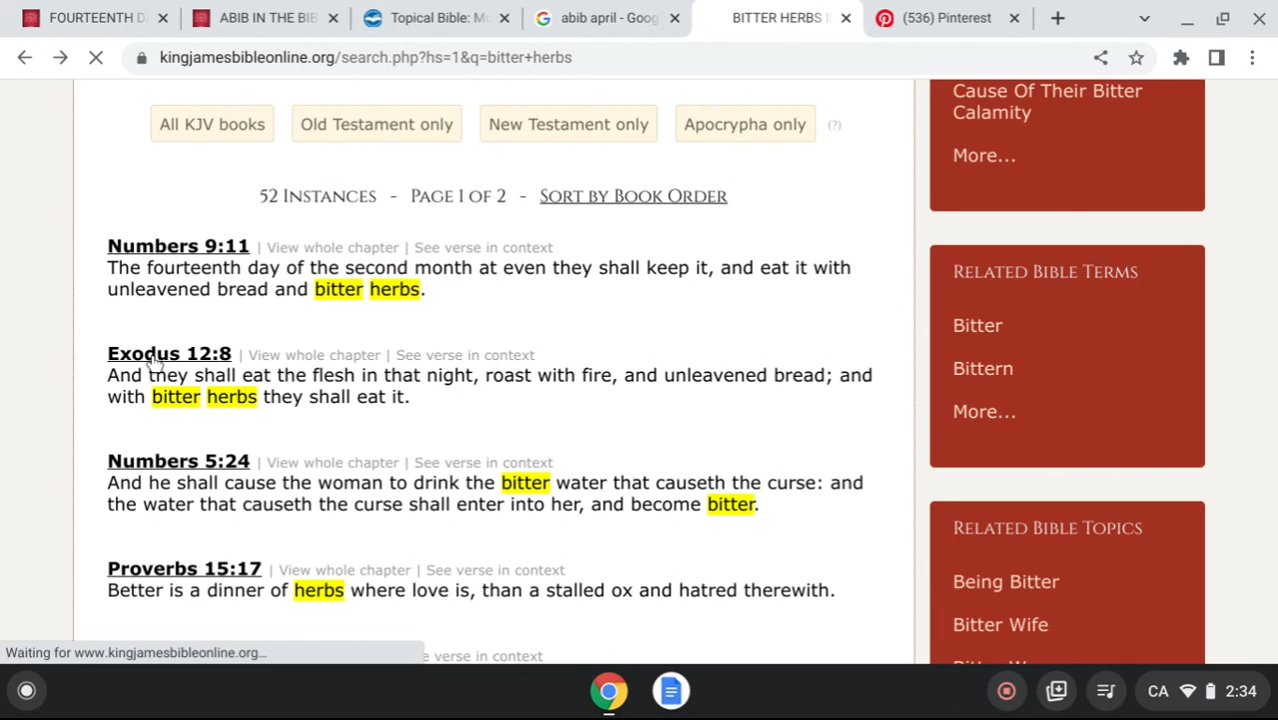 FOURTEENTH D
ABIB IN THE BIB
Topical Bible: M
abib april - Goog
BITTER HERBS I
(536) Pinterest
kingjamesbibleonline.org/search.php?hs=1&q=bitter+herbs
All KJV books
Old Testament only
New Testament only
Apocrypha only
(?)
52 Instances - Page 1 of 2 - Sort by Book Order
Numbers 9:11 | View whole chapter | See verse in context
The fourteenth day of the second month at even they shall keep it, and eat it with
unleavened bread and bitter herbs.
Exodus 12:8 | View whole chapter | See verse in context
And they shall eat the flesh in that night, roast with fire, and unleavened bread; and
with bitter herbs they shall eat it.
Numbers 5:24 | View whole chapter | See verse in context
And he shall cause the woman to drink the bitter water that causeth the curse: and
the water that causeth the curse shall enter into her, and become bitter.
Proverbs 15:17 | View whole chapter | See verse in context
Better is a dinner of herbs where love is, than a stalled ox and hatred therewith.
e verse in context
Cause Of Their Bitter
Calamity
More...
Related Bible Terms
Bitter
Bittern
More...
Related Bible Topics
Being Bitter
Bitter Wife
Waiting for www.kingjamesbibleonline.org...
CA 2:34